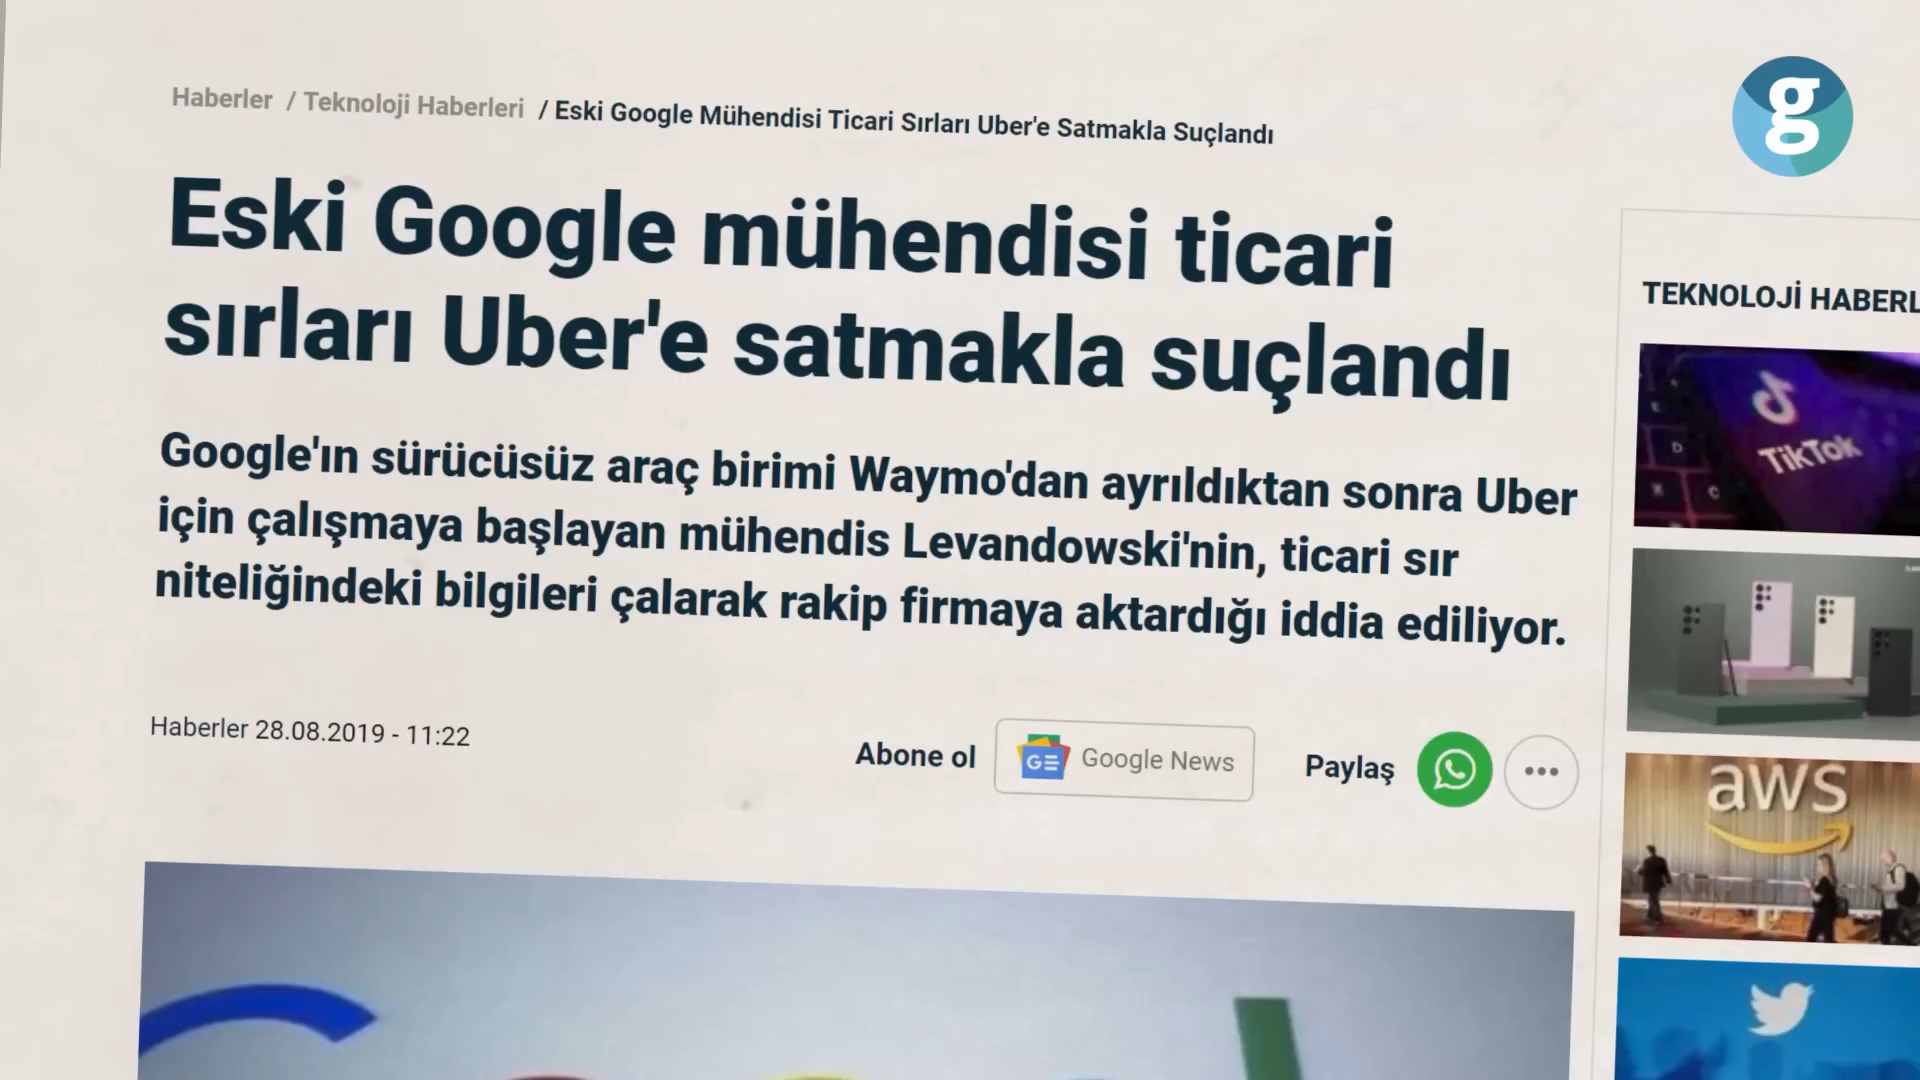 Haberler / Teknoloji Haberleri / Eski Google Mühendisi Ticari Sırları Uber'e Satmakla Suçlandı
g
Eski Google mühendisi ticari
sırları Uber'e satmakla suçlandı
Google'ın sürücüsüz araç birimi Waymo'dan ayrıldıktan sonra Uber
için çalışmaya başlayan mühendis Levandowski'nin, ticari sır
niteliğindeki bilgileri çalarak rakip firmaya aktardığı iddia ediliyor.
Haberler 28.08.2019 - 11:22
Abone ol
Google News
Paylaş
TEKNOLOJİ HABERL
TikTok
aws